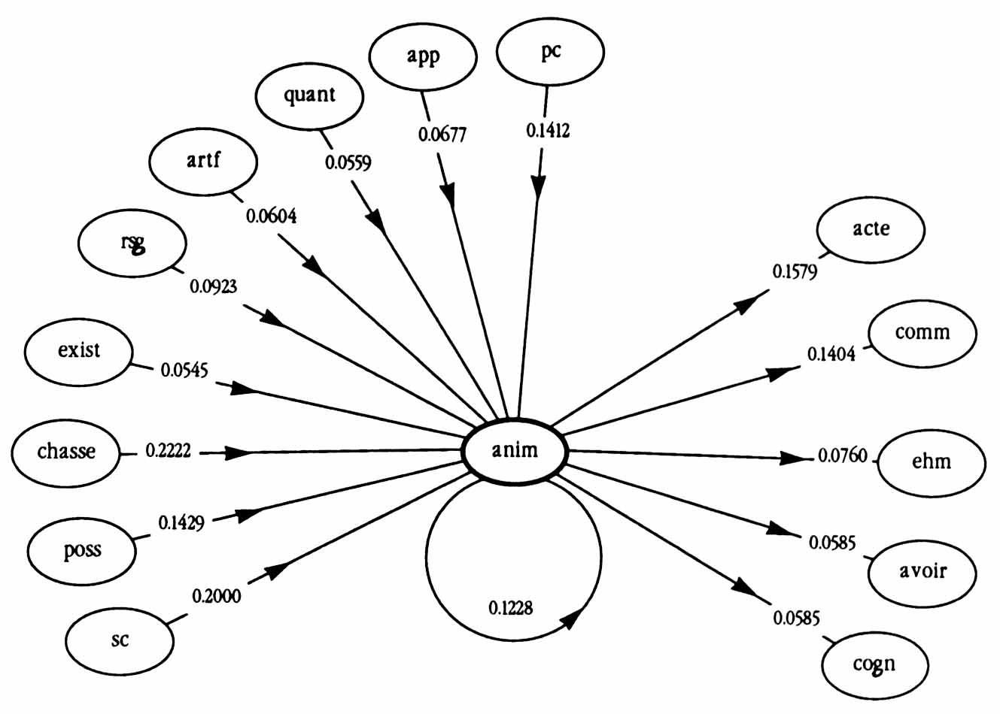 pc
app
quant
0.1412
0.0677
artf
0.0559
0.0604
acte
rsg
0.1579
0.0923
comm
exist
0.1404
0.0545
chasse
0.2222
anim
0.0760
ehm
0.1429
poss
0.0585
avoir
0.2000
0.1228
0.0585
sc
cogn